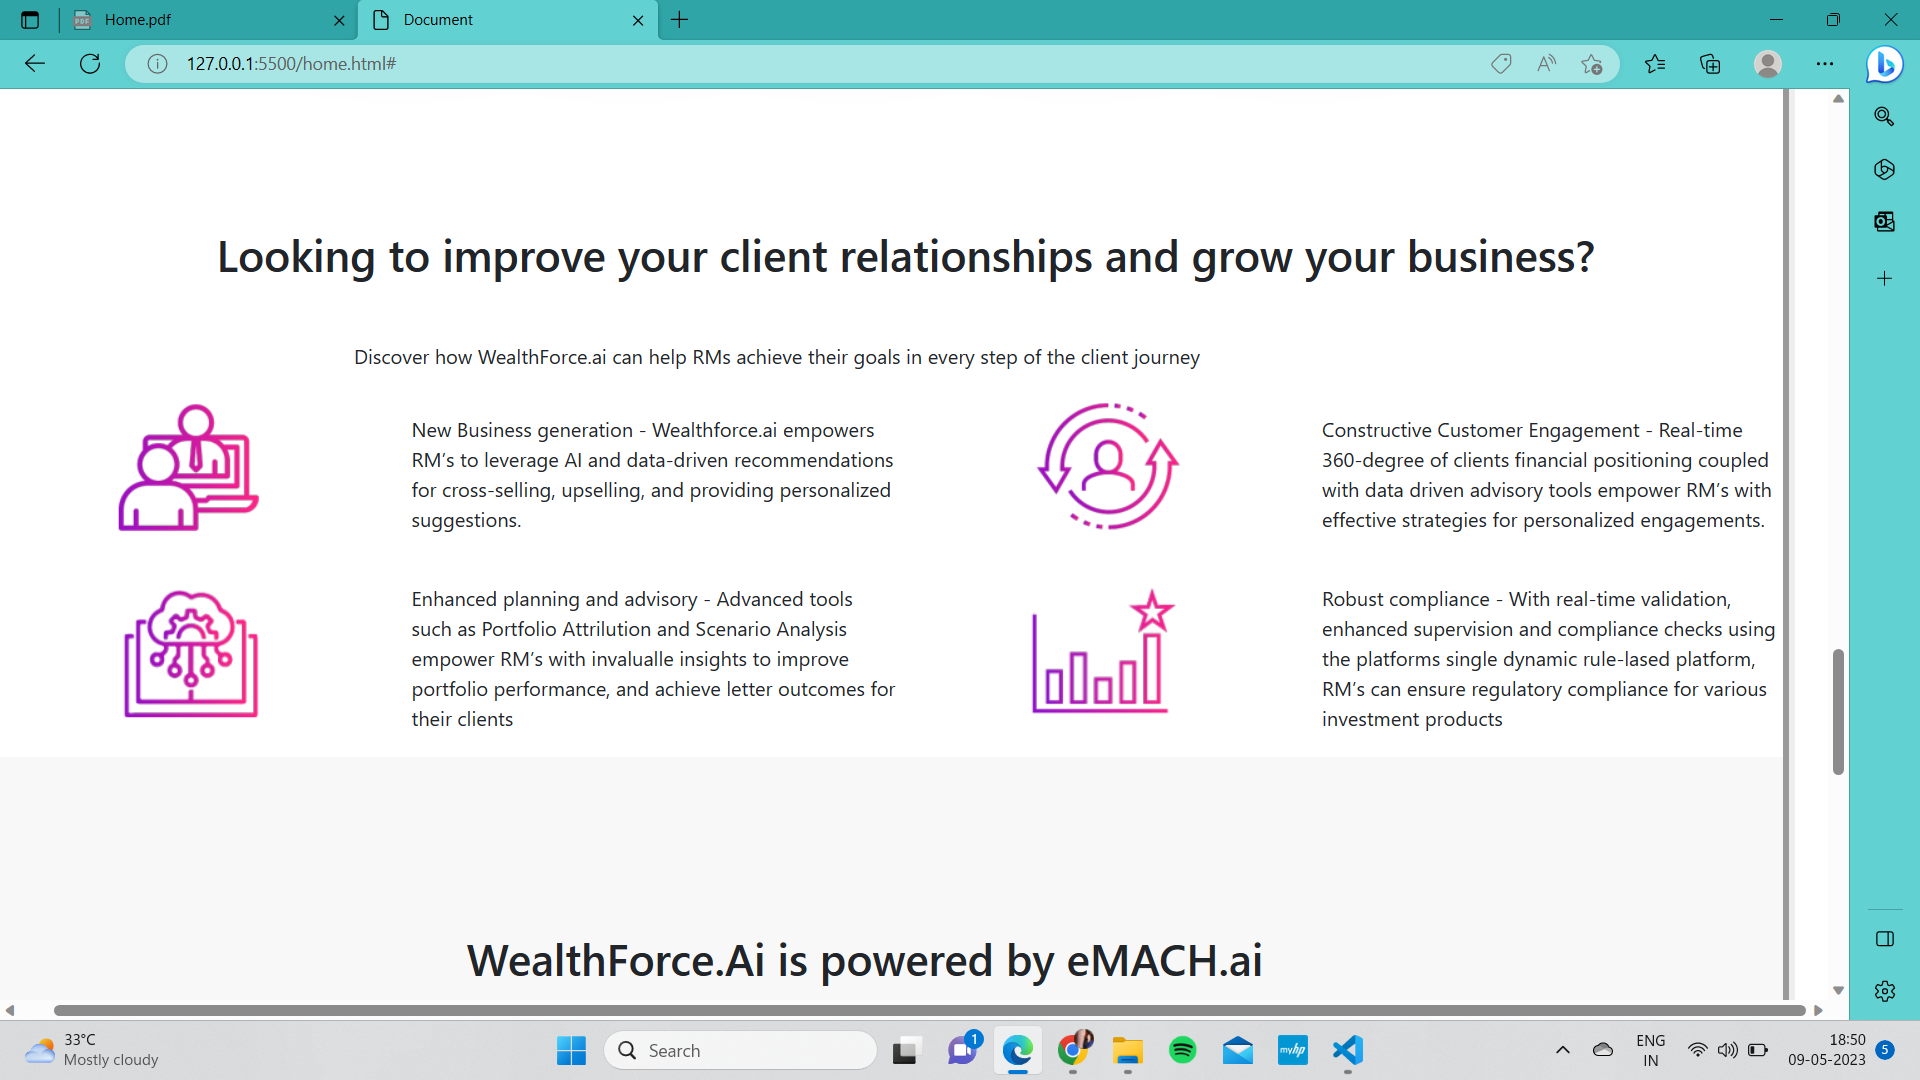 Home.pdf
Document
127.0.0.1:5500/home.html#
Looking to improve your client relationships and grow your business?
Discover how WealthForce.ai can help RMs achieve their goals in every step of the client journey
New Business generation - Wealthforce.ai empowers
RM’s to leverage AI and data-driven recommendations
for cross-selling, upselling, and providing personalized
suggestions.
Constructive Customer Engagement - Real-time
360-degree of clients financial positioning coupled
with data driven advisory tools empower RM’s with
effective strategies for personalized engagements.
Enhanced planning and advisory - Advanced tools
such as Portfolio Attrilution and Scenario Analysis
empower RM’s with invalualle insights to improve
portfolio performance, and achieve letter outcomes for
their clients
Robust compliance - With real-time validation,
enhanced supervision and compliance checks using
the platforms single dynamic rule-lased platform,
RM’s can ensure regulatory compliance for various
investment products
WealthForce.Ai is powered by eMACH.ai
33°C
Mostly cloudy
Search
1
myhp
ENG
IN
18:50
09-05-2023
5